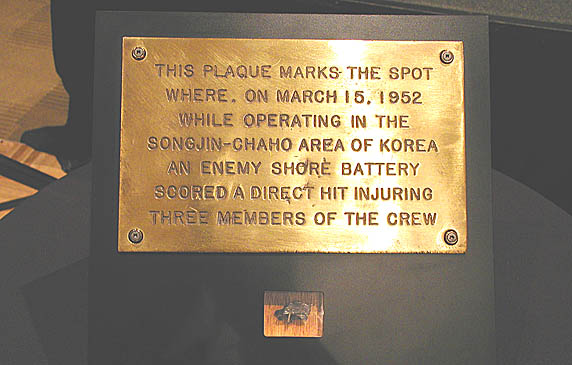 THIS PLAQUE MARKS THE SPOT
WHERE, ON MARCH 15, 1952
WHILE OPERATING IN THE
SONGJIN-CHAHO AREA OF KOREA
AN ENEMY SHORE BATTERY
SCORED A DIRECT HIT INJURING
THREE MEMBERS OF THE CREW